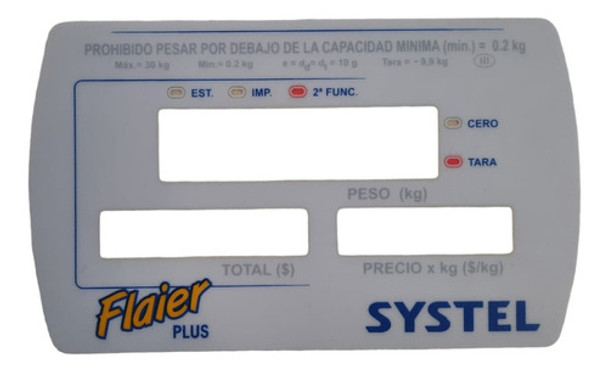 PROHIBIDO PESAR POR DEBAJO DE LA CAPACIDAD MINIMA (min.) = 0.2 kg
Máx.= 30 kg Min.= 0.2 kg e = dd= dt = 10 g Tara = - 9,9 kg III
EST. IMP. 2ª FUNC.
CERO
TARA
PESO (kg)
TOTAL ($) PRECIO x kg ($/kg)
Flaier
PLUS
SYSTEL